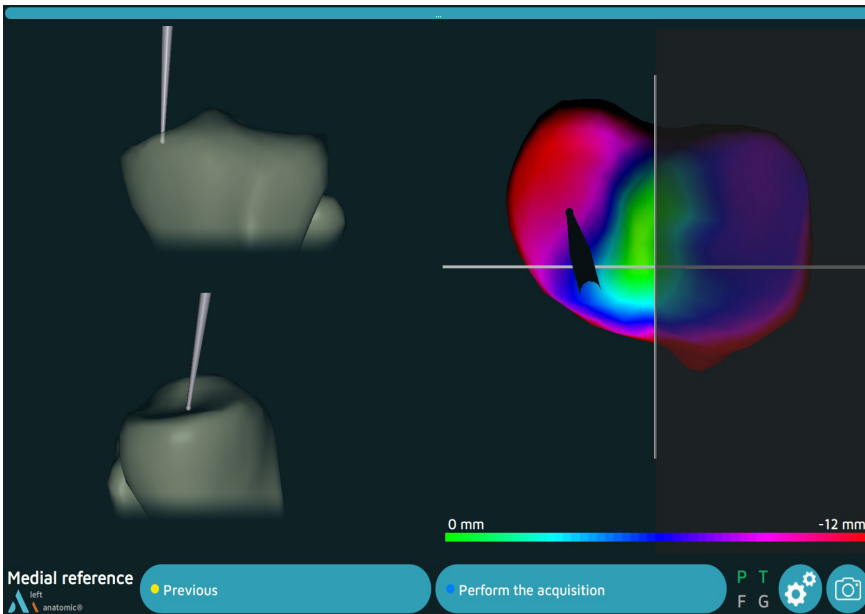 ...
0 mm
-12 mm
Medial reference
left
anatomic®
Previous
Perform the acquisition
P T
F G